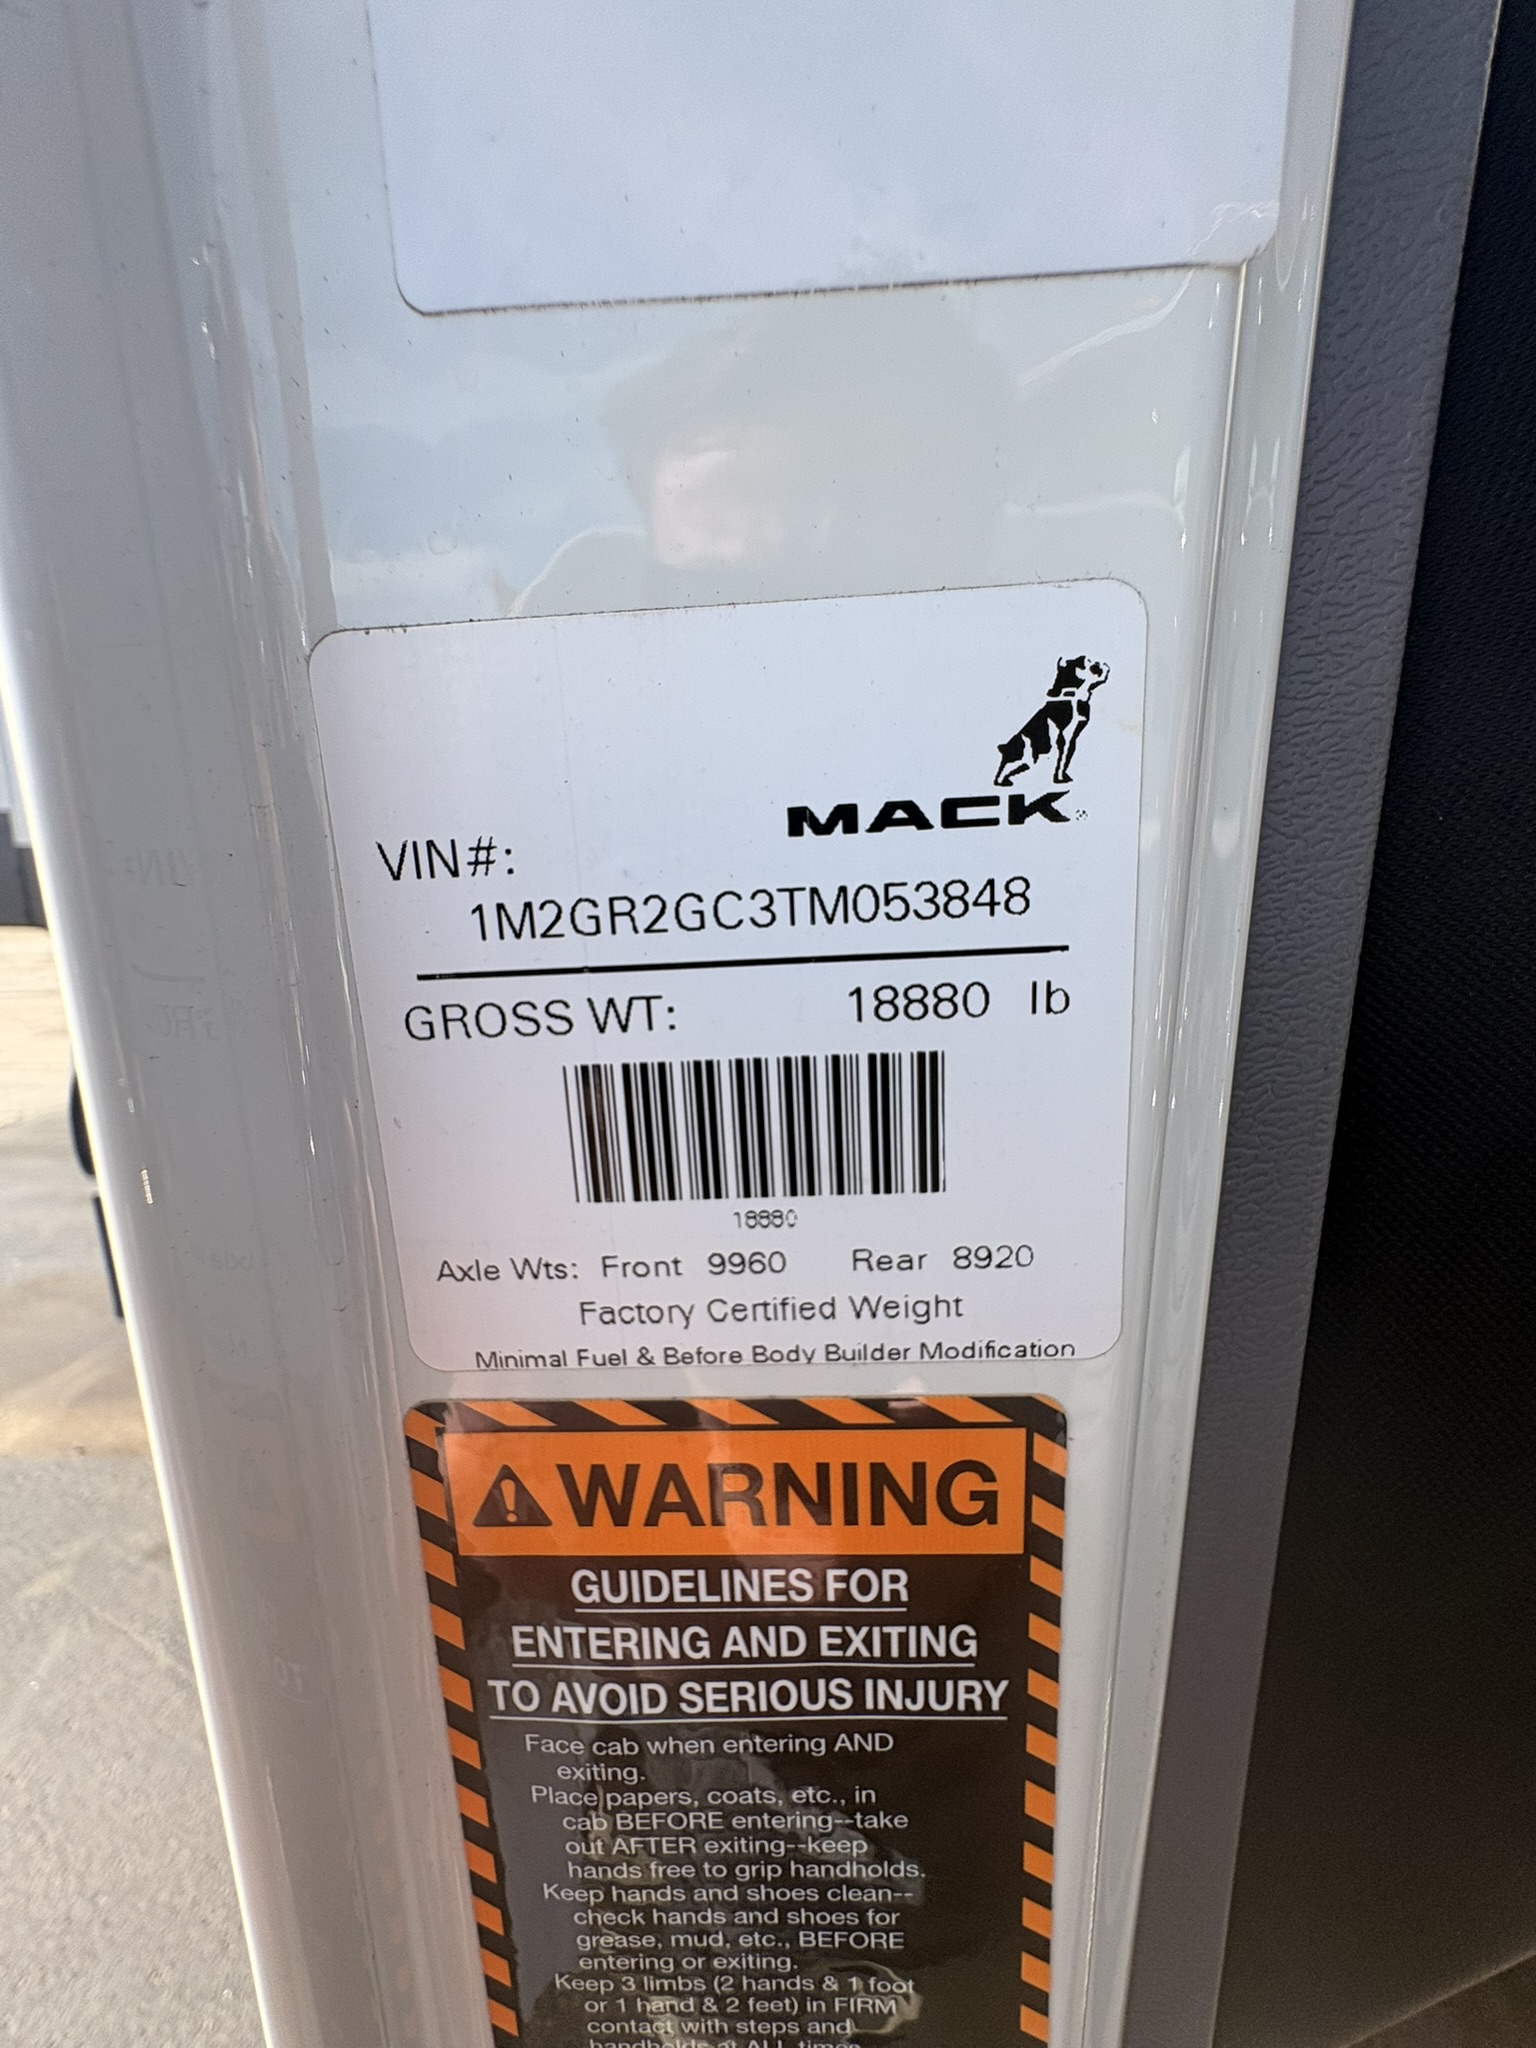 MACK
VIN#:
1M2GR2GC3TM053848
GROSS WT: 18880 lb
18880
Axle Wts: Front 9960 Rear 8920
Factory Certified Weight
Minimal Fuel & Before Body Builder Modification
WARNING
GUIDELINES FOR
ENTERING AND EXITING
TO AVOID SERIOUS INJURY
Face cab when entering AND
exiting.
Place papers, coats, etc., in
cab BEFORE entering--take
out AFTER exiting--keep
hands free to grip handholds.
Keep hands and shoes clean--
check hands and shoes for
grease, mud, etc., BEFORE
entering or exiting.
Keep 3 limbs (2 hands & 1 foot
or 1 hand & 2 feet) in FIRM
contact with steps and
handholds at ALL times